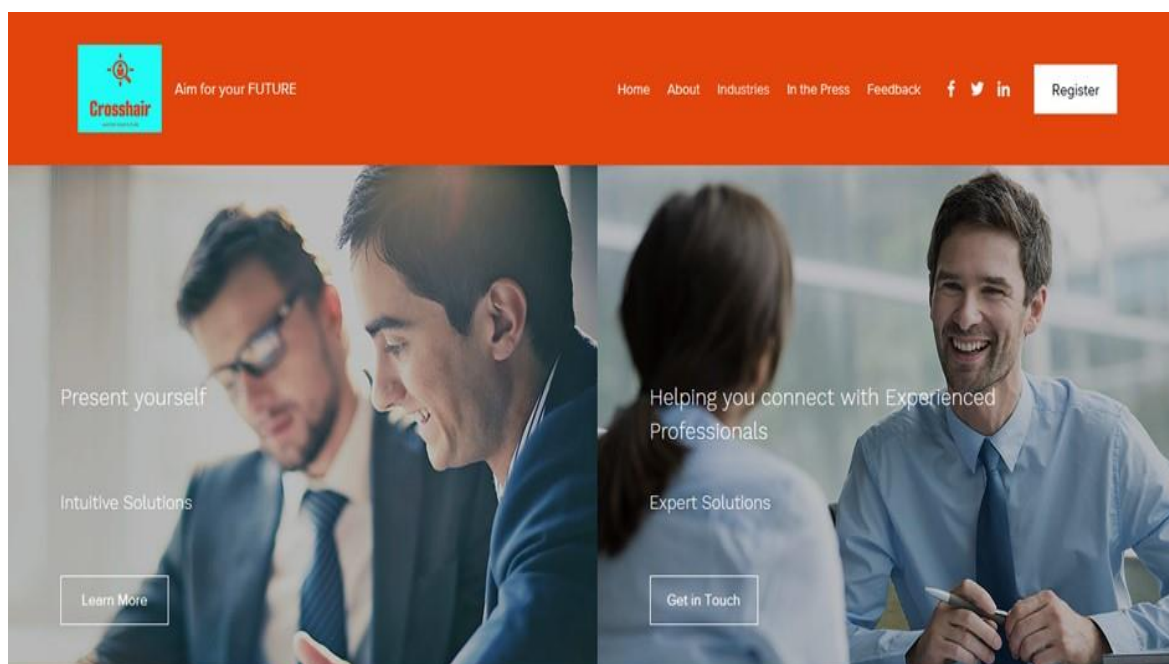 Crosshair
Aim for your FUTURE
Home About Industries In the Press Feedback Register
Present yourself
Intuitive Solutions
Learn More
Helping you connect with Experienced
Professionals
Expert Solutions
Get in Touch